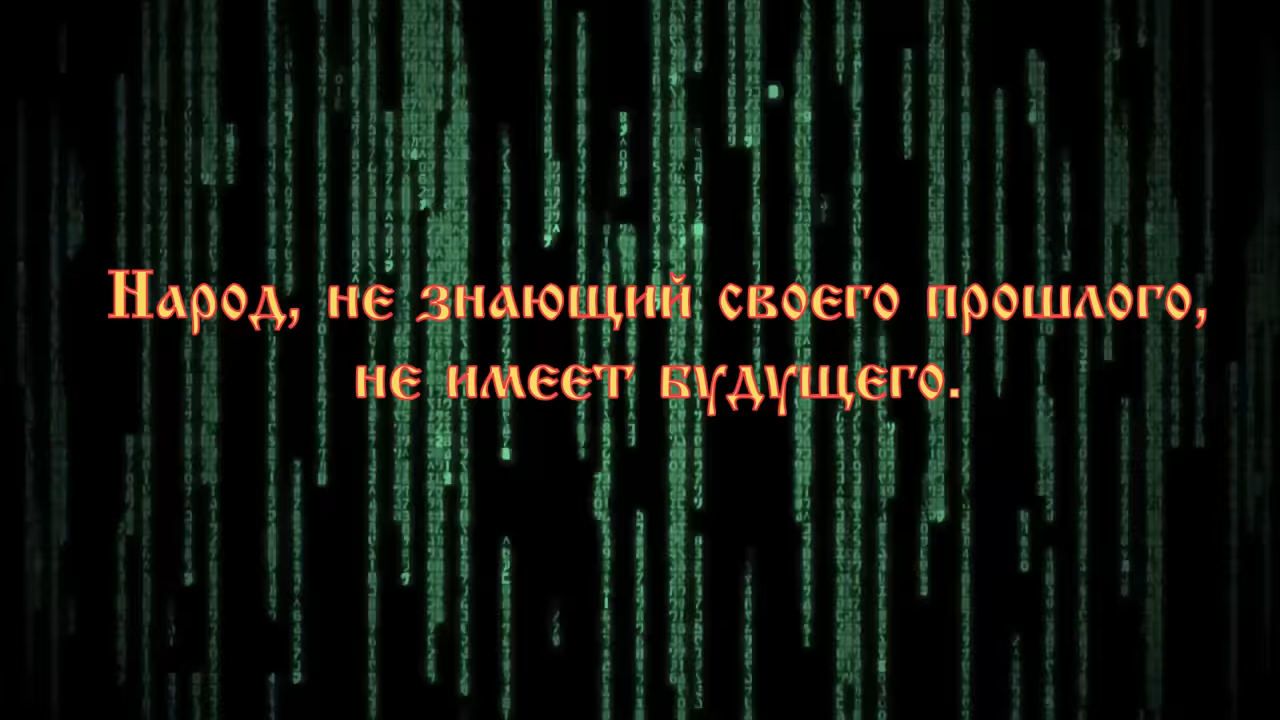 Народ, не знающий своего прошлого,
не имеет будущего.